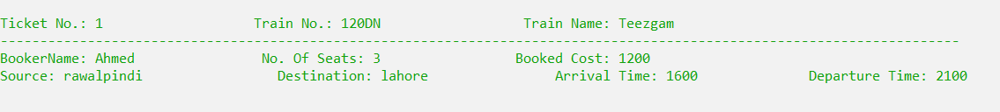 Ticket No.: 1 Train No.: 120DN Train Name: Teezgam
-------------------------------------------------------------------------------------------------------------------------
BookerName: Ahmed No. Of Seats: 3 Booked Cost: 1200
Source: rawalpindi Destination: lahore Arrival Time: 1600 Departure Time: 2100